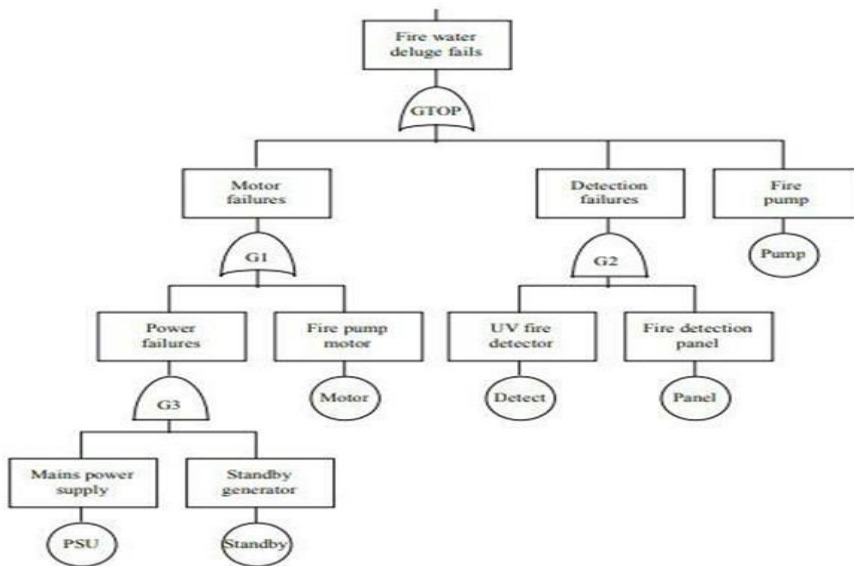 Fire water
deluge fails
GTOP
Motor
failures
Detection
failures
Fire
pump
G1
G2
Pump
Power
failures
Fire pump
motor
UV fire
detector
Fire detection
panel
G3
Motor
Detect
Panel
Mains power
supply
Standby
generator
PSU
Standby